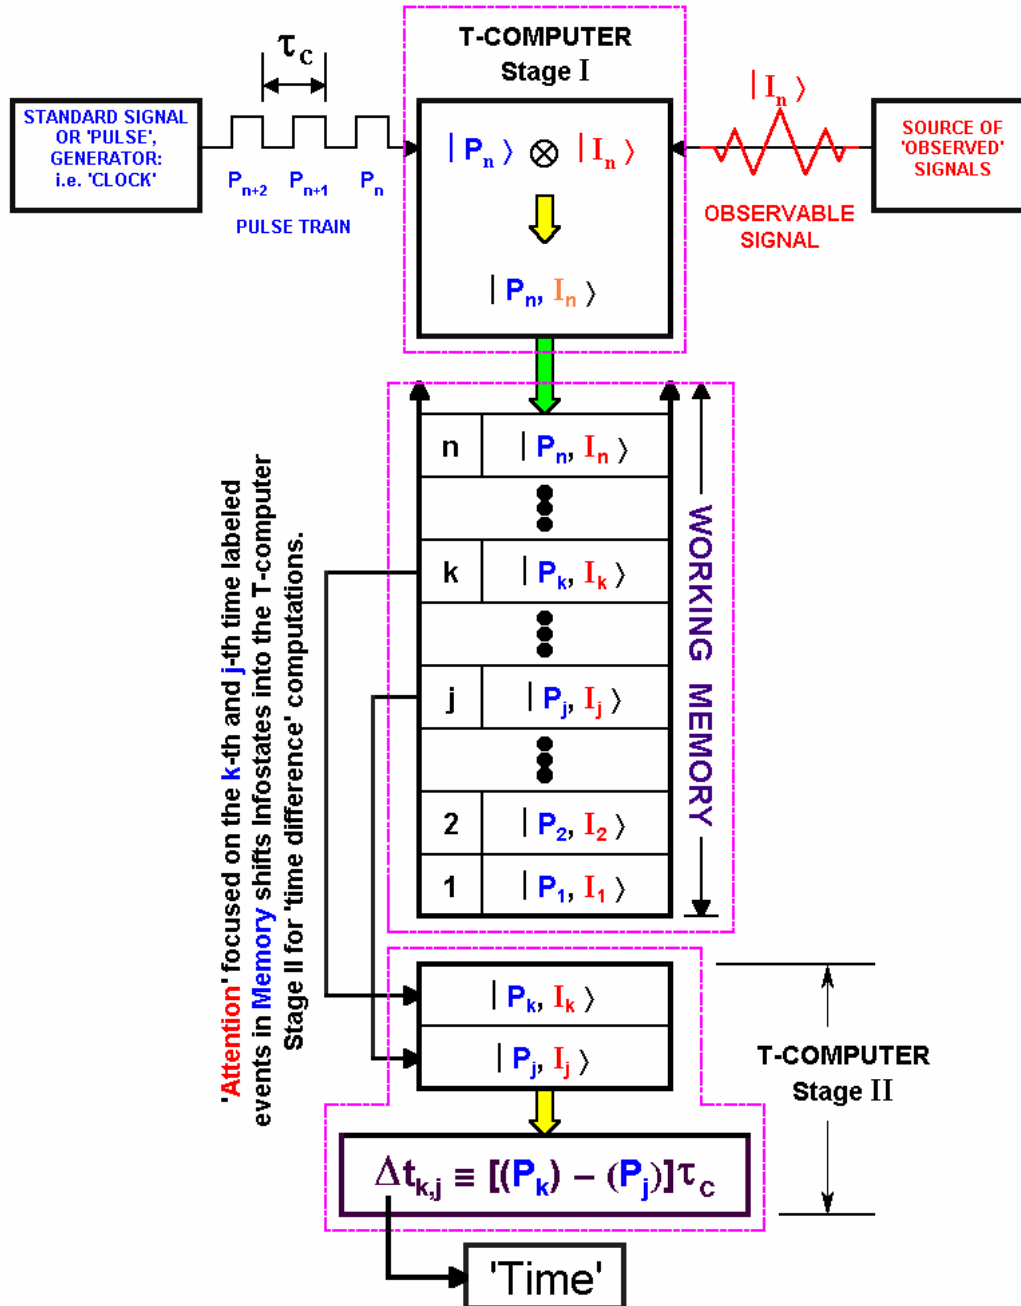 T-COMPUTER
Stage I
τc
STANDARD SIGNAL
OR 'PULSE',
GENERATOR:
i.e. 'CLOCK'
Pn+2 Pn+1 Pn
PULSE TRAIN
| Pn ⟩ ⊗ | In ⟩
| Pn, In ⟩
| In ⟩
OBSERVABLE
SIGNAL
SOURCE OF
'OBSERVED'
SIGNALS
n | Pn, In ⟩
k | Pk, Ik ⟩
j | Pj, Ij ⟩
2 | P2, I2 ⟩
1 | P1, I1 ⟩
WORKING MEMORY
'Attention' focused on the k-th and j-th time labeled
events in Memory shifts Infostates into the T-computer
Stage II for 'time difference' computations.
| Pk, Ik ⟩
| Pj, Ij ⟩
T-COMPUTER
Stage II
Δtk,j ≡ [(Pk) − (Pj)]τc
'Time'